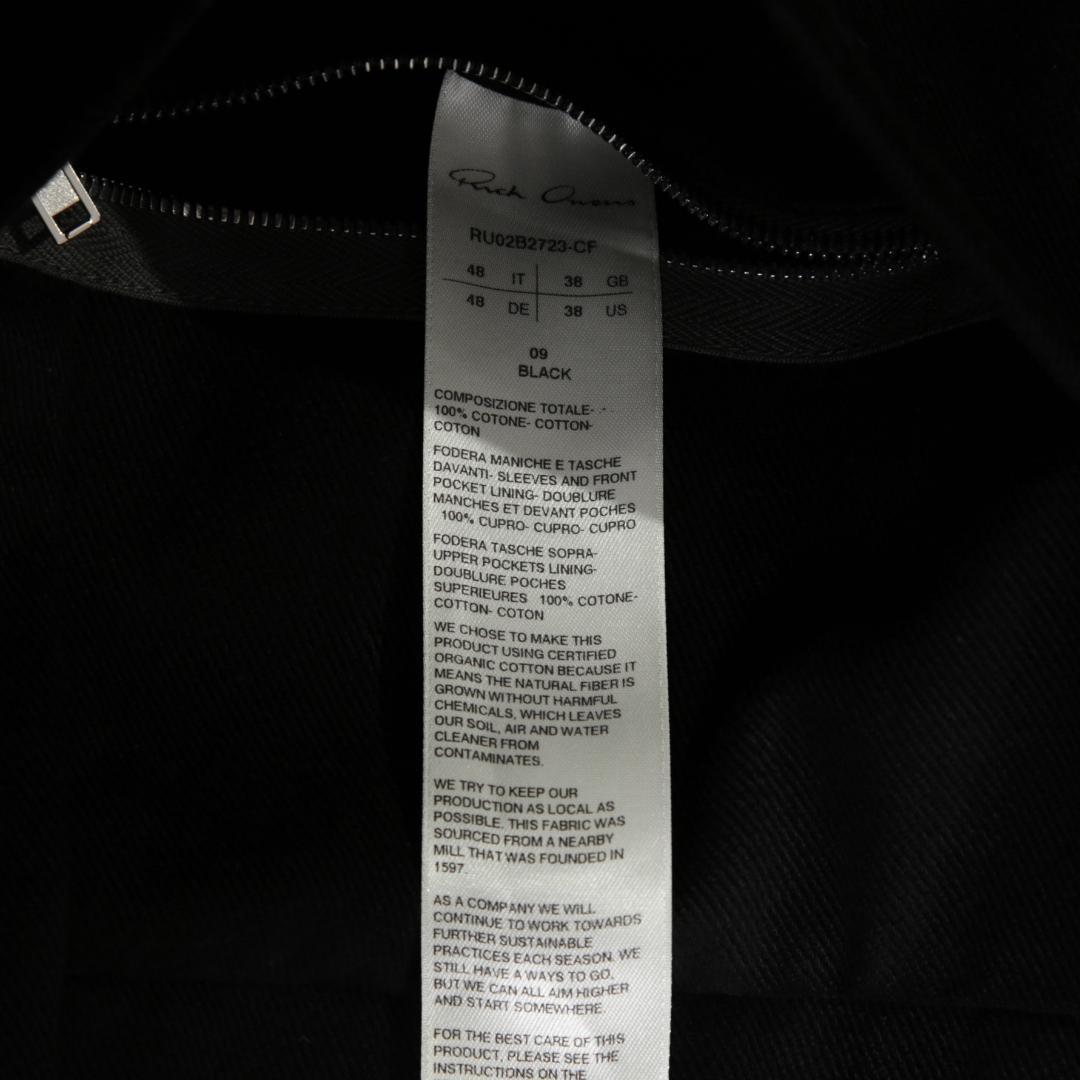 Rick Owens
RU02B2723-CF
48 IT 38 GB
48 DE 38 US
09
BLACK
COMPOSIZIONE TOTALE-
100% COTONE- COTTON-
COTON
FODERA MANICHE E TASCHE
DAVANTI- SLEEVES AND FRONT
POCKET LINING- DOUBLURE
MANCHES ET DEVANT POCHES
100% CUPRO- CUPRO- CUPRO
FODERA TASCHE SOPRA-
UPPER POCKETS LINING-
DOUBLURE POCHES
SUPERIEURES 100% COTONE-
COTTON- COTON
WE CHOSE TO MAKE THIS
PRODUCT USING CERTIFIED
ORGANIC COTTON BECAUSE IT
MEANS THE NATURAL FIBER IS
GROWN WITHOUT HARMFUL
CHEMICALS, WHICH LEAVES
OUR SOIL, AIR AND WATER
CLEANER FROM
CONTAMINATES.
WE TRY TO KEEP OUR
PRODUCTION AS LOCAL AS
POSSIBLE. THIS FABRIC WAS
SOURCED FROM A NEARBY
MILL THAT WAS FOUNDED IN
1597.
AS A COMPANY WE WILL
CONTINUE TO WORK TOWARDS
FURTHER SUSTAINABLE
PRACTICES EACH SEASON. WE
STILL HAVE A WAYS TO GO,
BUT WE CAN ALL AIM HIGHER
AND START SOMEWHERE.
FOR THE BEST CARE OF THIS
PRODUCT, PLEASE SEE THE
INSTRUCTIONS ON THE